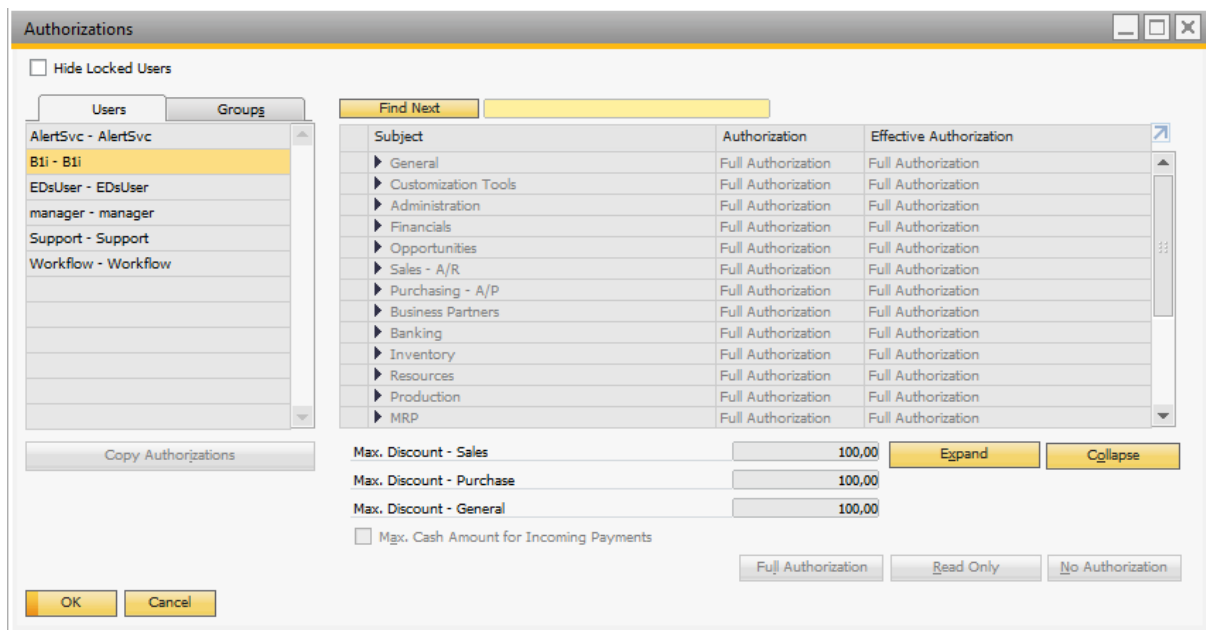 Authorizations
Hide Locked Users
Users Groups
AlertSvc - AlertSvc
B1i - B1i
EDsUser - EDsUser
manager - manager
Support - Support
Workflow - Workflow
Copy Authorizations
Find Next
Subject Authorization Effective Authorization
General Full Authorization Full Authorization
Customization Tools Full Authorization Full Authorization
Administration Full Authorization Full Authorization
Financials Full Authorization Full Authorization
Opportunities Full Authorization Full Authorization
Sales - A/R Full Authorization Full Authorization
Purchasing - A/P Full Authorization Full Authorization
Business Partners Full Authorization Full Authorization
Banking Full Authorization Full Authorization
Inventory Full Authorization Full Authorization
Resources Full Authorization Full Authorization
Production Full Authorization Full Authorization
MRP Full Authorization Full Authorization
Max. Discount - Sales 100,00 Expand Collapse
Max. Discount - Purchase 100,00
Max. Discount - General 100,00
Max. Cash Amount for Incoming Payments
Full Authorization Read Only No Authorization
OK Cancel